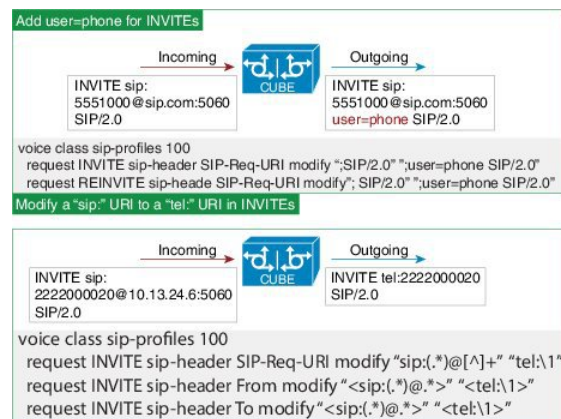 Add user=phone for INVITEs
Incoming
Outgoing
CUBE
INVITE sip:
5551000@sip.com:5060
SIP/2.0
INVITE sip:
5551000@sip.com:5060
user=phone SIP/2.0
voice class sip-profiles 100
request INVITE sip-header SIP-Req-URI modify “;SIP/2.0” ”;user=phone SIP/2.0”
request REINVITE sip-heade SIP-Req-URI modify”; SIP/2.0” ”;user=phone SIP/2.0”
Modify a “sip:” URI to a “tel:” URI in INVITEs
Incoming
Outgoing
CUBE
INVITE sip:
2222000020@10.13.24.6:5060
SIP/2.0
INVITE tel:2222000020
SIP/2.0
voice class sip-profiles 100
request INVITE sip-header SIP-Req-URI modify “sip:(.*)@[^]+” “tel:\1”
request INVITE sip-header From modify “<sip:(.*)@.*>” “<tel:\1>”
request INVITE sip-header To modify “<sip:(.*)@.*>” “<tel:\1>”